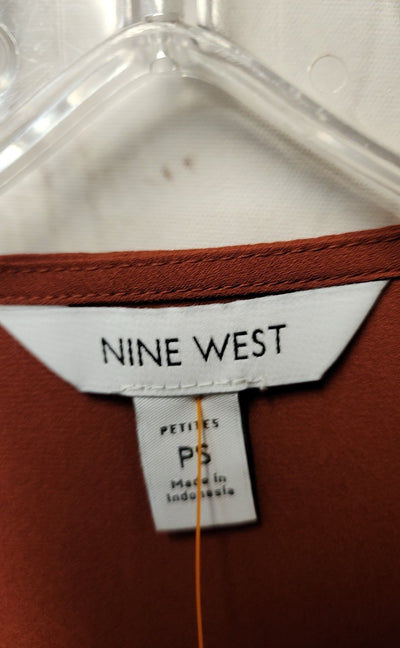 NINE WEST
PETITES
PS
Made in
Indonesia